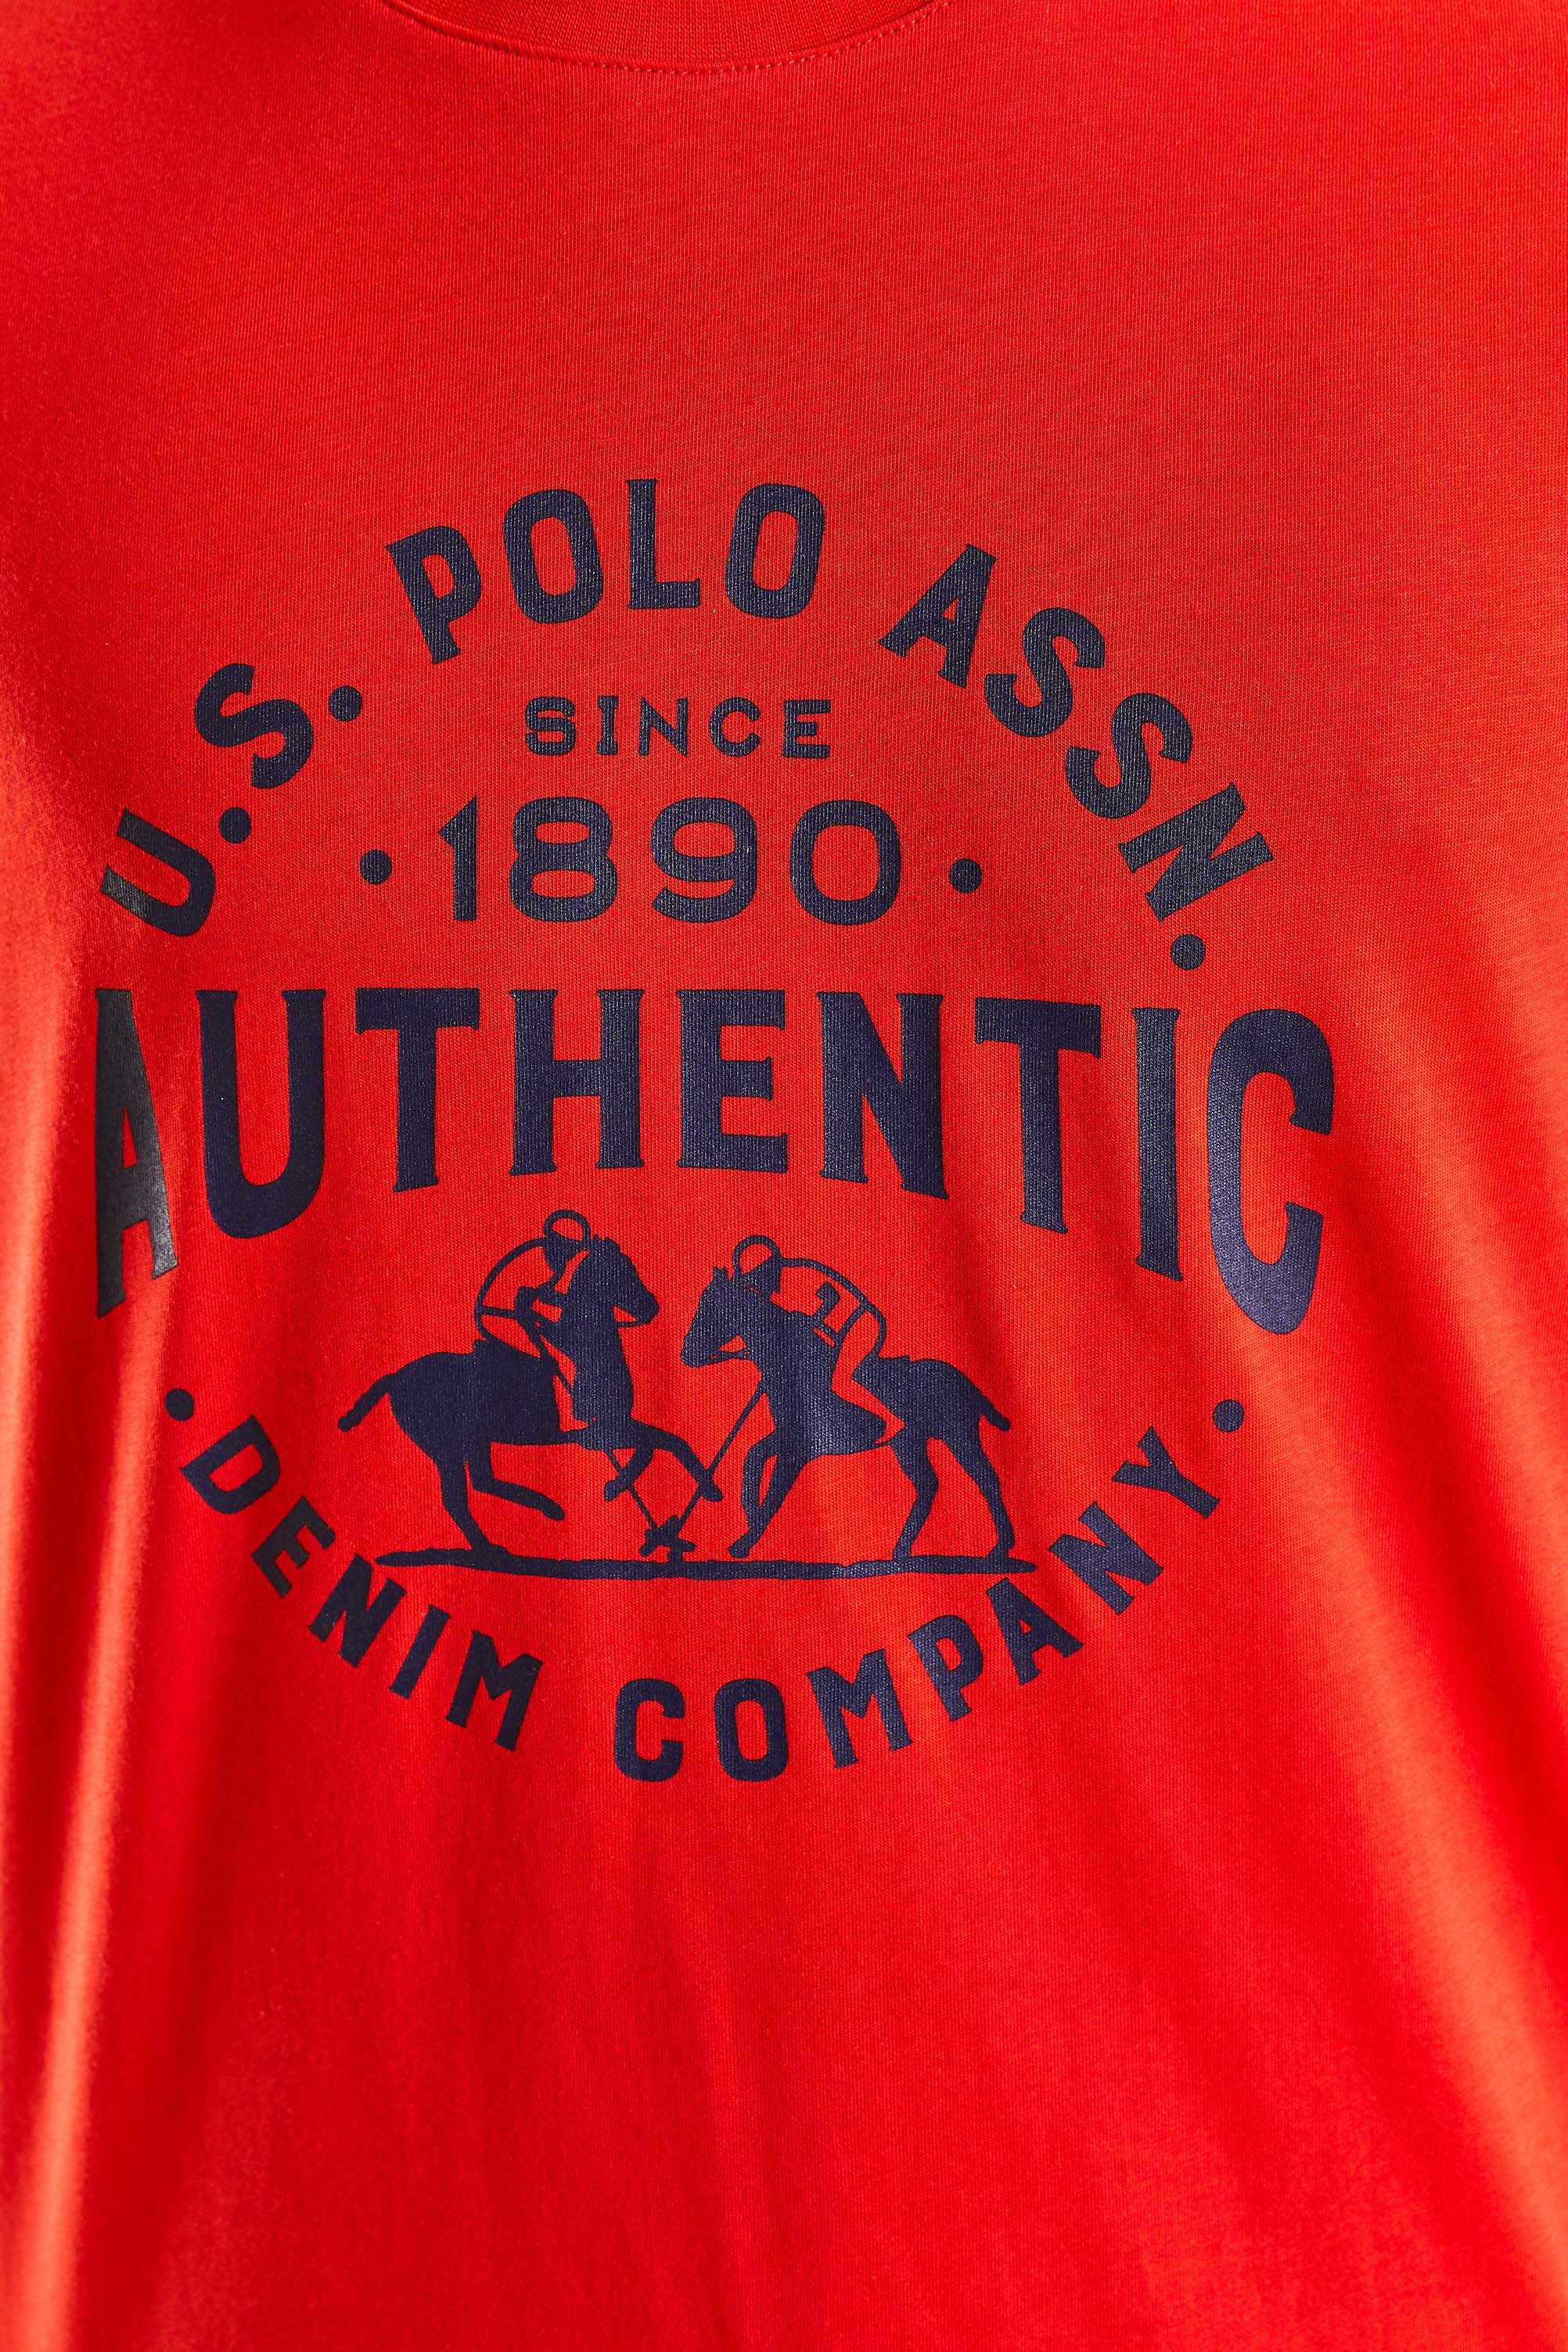 U.S. POLO ASSN.
SINCE
·1890·
AUTHENTIC
·DENIM COMPANY·